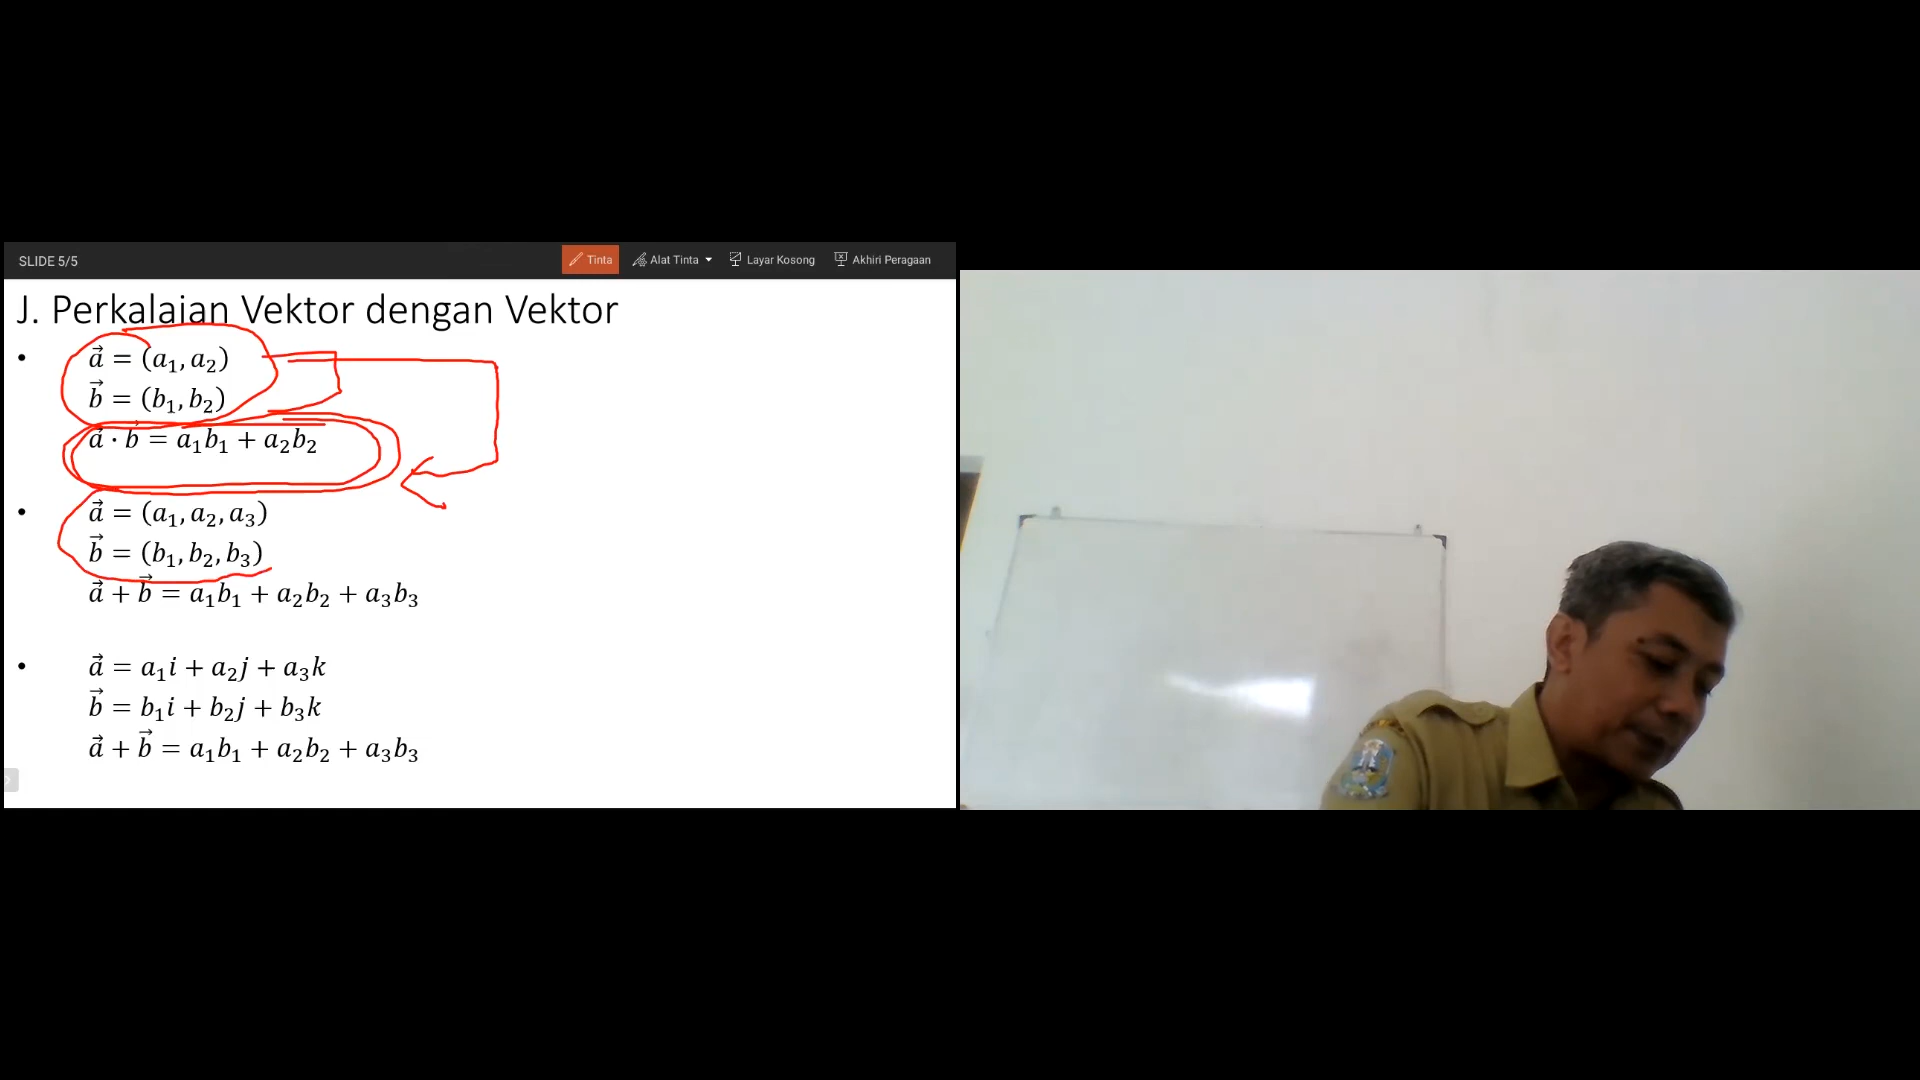 SLIDE 5/5
Tinta
Alat Tinta
Layar Kosong
Akhiri Peragaan
J. Perkalaian Vektor dengan Vektor
• a⃗ = (a₁, a₂)
b⃗ = (b₁, b₂)
a⃗ · b⃗ = a₁b₁ + a₂b₂
• a⃗ = (a₁, a₂, a₃)
b⃗ = (b₁, b₂, b₃)
a⃗ + b⃗ = a₁b₁ + a₂b₂ + a₃b₃
• a⃗ = a₁i + a₂j + a₃k
b⃗ = b₁i + b₂j + b₃k
a⃗ + b⃗ = a₁b₁ + a₂b₂ + a₃b₃